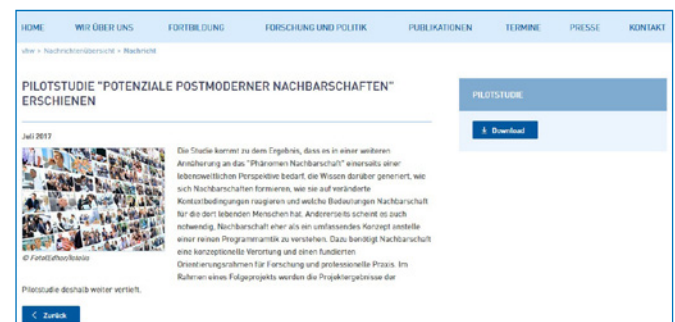 HOME WIR ÜBER UNS FORTBILDUNG FORSCHUNG UND POLITIK PUBLIKATIONEN TERMINE PRESSE KONTAKT
vhw > Nachrichtenübersicht > Nachricht
PILOTSTUDIE "POTENZIALE POSTMODERNER NACHBARSCHAFTEN"
ERSCHIENEN
Juli 2017
Die Studie kommt zu dem Ergebnis, dass es in einer weiteren
Annäherung an das "Phänomen Nachbarschaft" einerseits einer
lebensweltlichen Perspektive bedarf, die Wissen darüber generiert, wie
sich Nachbarschaften formieren, wie sie auf veränderte
Kontextbedingungen reagieren und welche Bedeutungen Nachbarschaft
für die dort lebenden Menschen hat. Andererseits scheint es auch
notwendig, Nachbarschaft eher als ein umfassendes Konzept anstelle
einer reinen Programmatik zu verstehen. Dazu benötigt Nachbarschaft
eine konzeptionelle Verortung und einen fundierten
Orientierungsrahmen für Forschung und professionelle Praxis. Im
Rahmen eines Folgeprojekts werden die Projektergebnisse der
© FotolEdhar/fotolia
Pilotstudie deshalb weiter vertieft.
< Zurück
PILOTSTUDIE
Download